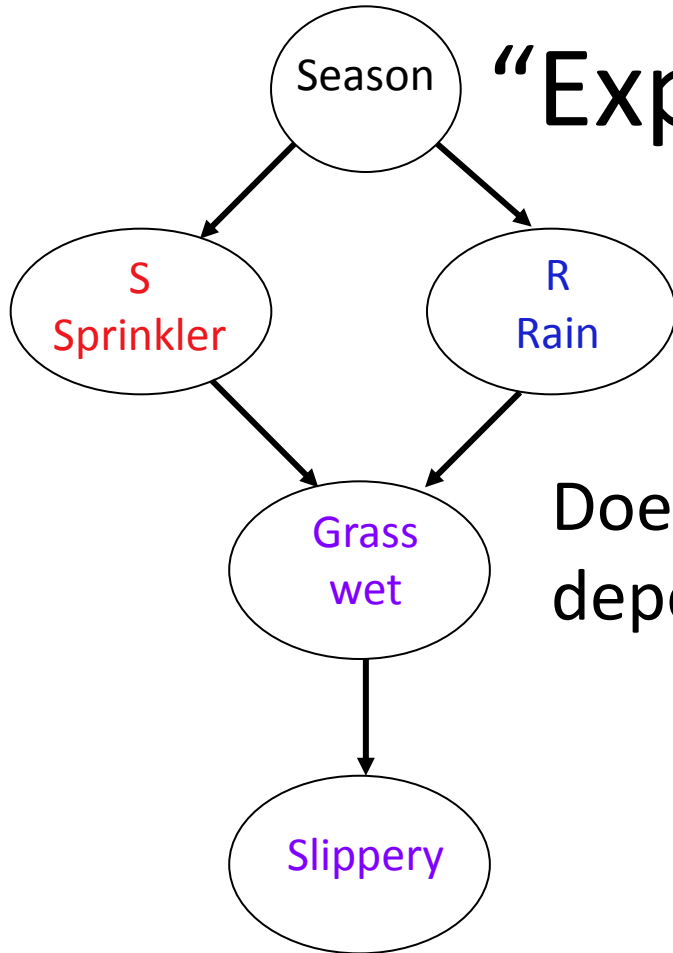 Season
“Exp
S
Sprinkler
R
Rain
Grass
wet
Doe
depe
Slippery